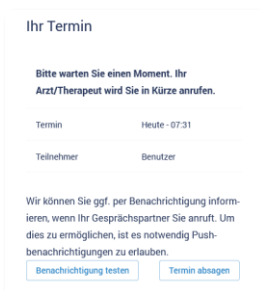 Ihr Termin
Bitte warten Sie einen Moment. Ihr
Arzt/Therapeut wird Sie in Kürze anrufen.
Termin Heute - 07:31
Teilnehmer Benutzer
Wir können Sie ggf. per Benachrichtigung inform-
ieren, wenn Ihr Gesprächspartner Sie anruft. Um
dies zu ermöglichen, ist es notwendig Push-
benachrichtigungen zu erlauben.
Benachrichtigung testen Termin absagen